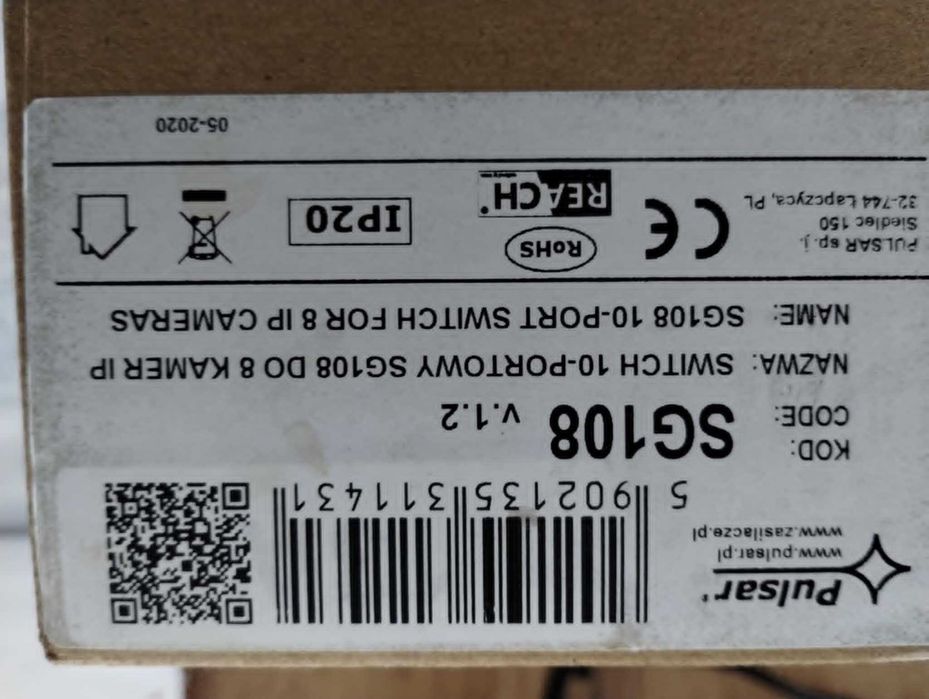 Pulsar®
www.pulsar.pl
www.zasilacze.pl
5 902135 311431
KOD:
CODE:
SG108 v.1.2
NAZWA: SWITCH 10-PORTOWY SG108 DO 8 KAMER IP
NAME: SG108 10-PORT SWITCH FOR 8 IP CAMERAS
PULSAR sp. j.
Siedlec 150
32-744 Łapczyca, PL
CE
RoHS
REACH
IP20
05-2020